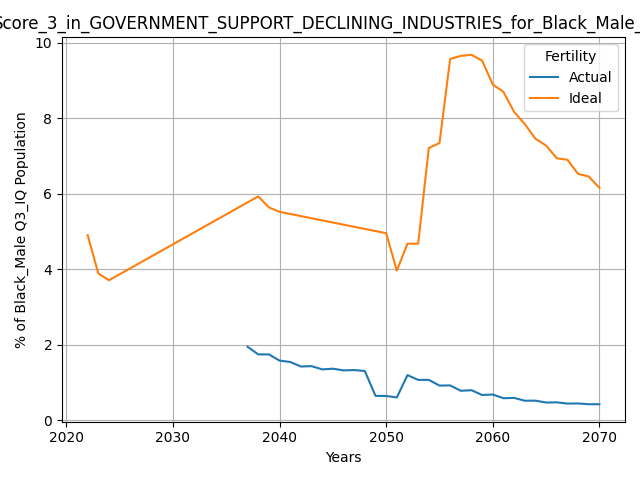 Score_3_in_GOVERNMENT_SUPPORT_DECLINING_INDUSTRIES_for_Black_Male_
Fertility
Actual
Ideal
% of Black_Male Q3_IQ Population
10
8
6
4
2
0
2020 2030 2040 2050 2060 2070
Years